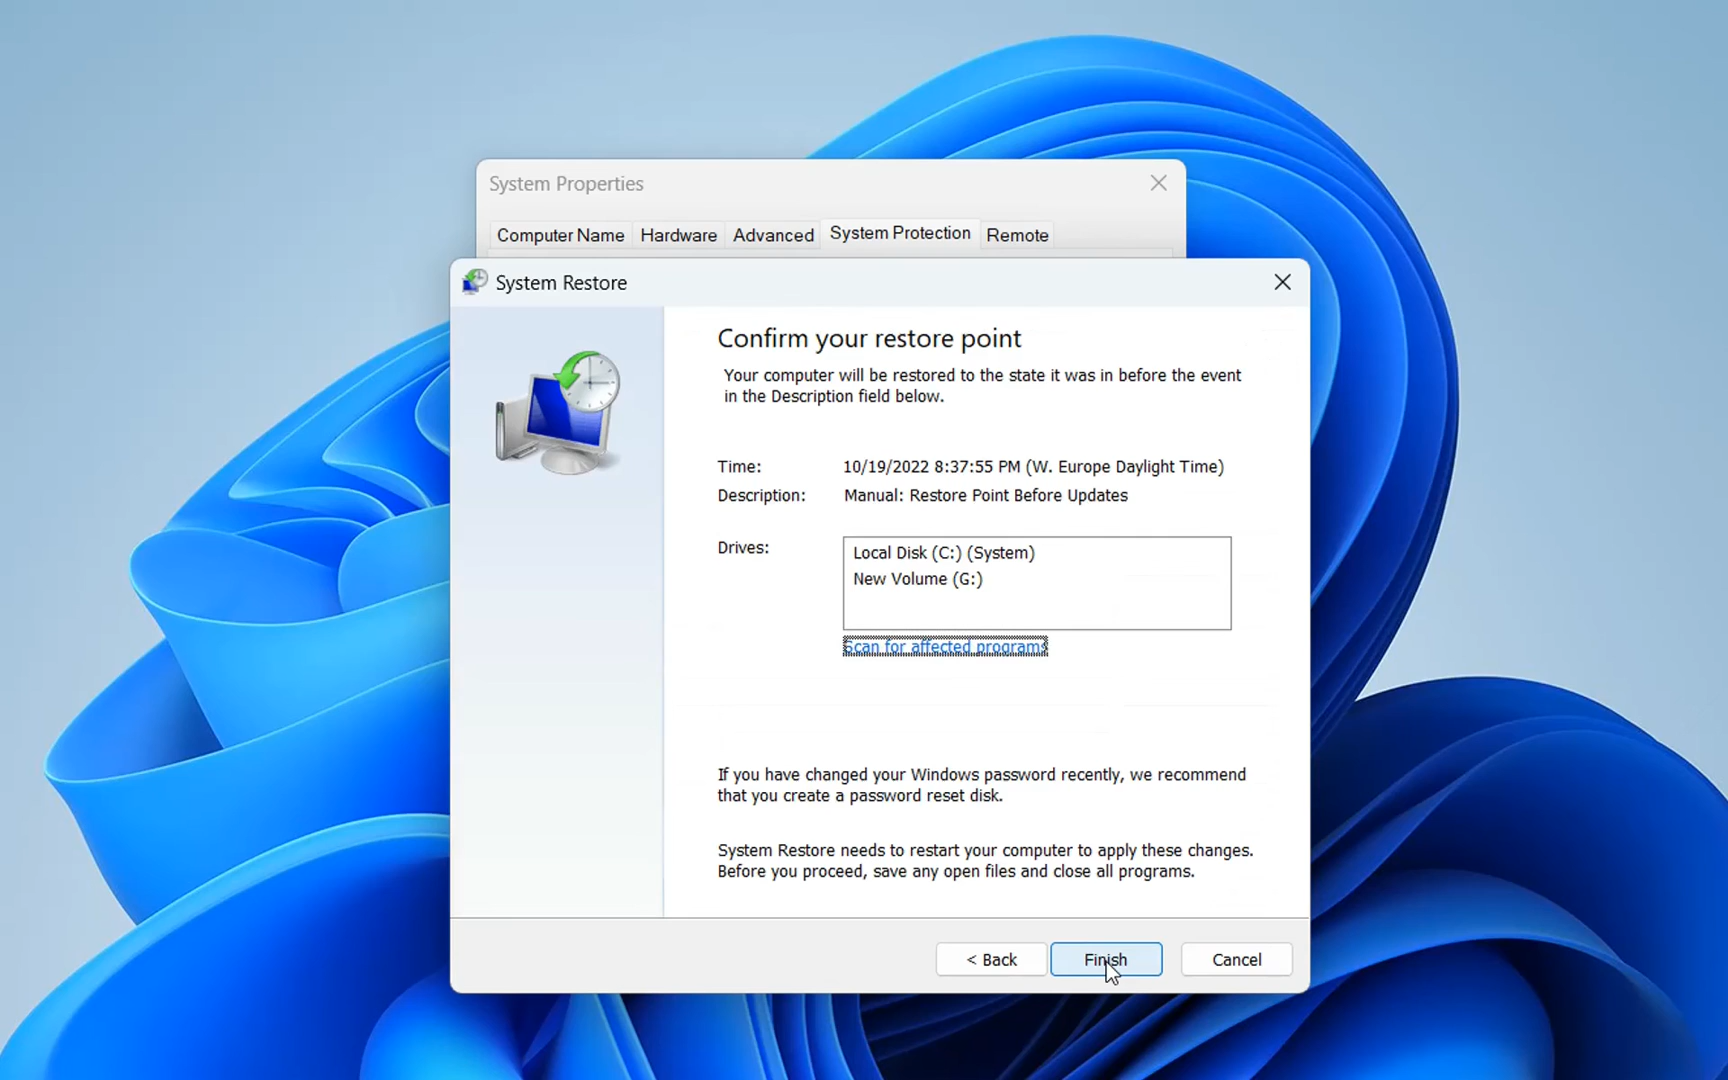 System Properties
Computer Name Hardware Advanced System Protection Remote
System Restore
Confirm your restore point
Your computer will be restored to the state it was in before the event
in the Description field below.
Time: 10/19/2022 8:37:55 PM (W. Europe Daylight Time)
Description: Manual: Restore Point Before Updates
Drives: Local Disk (C:) (System)
New Volume (G:)
Scan for affected programs
If you have changed your Windows password recently, we recommend
that you create a password reset disk.
System Restore needs to restart your computer to apply these changes.
Before you proceed, save any open files and close all programs.
< Back Finish Cancel